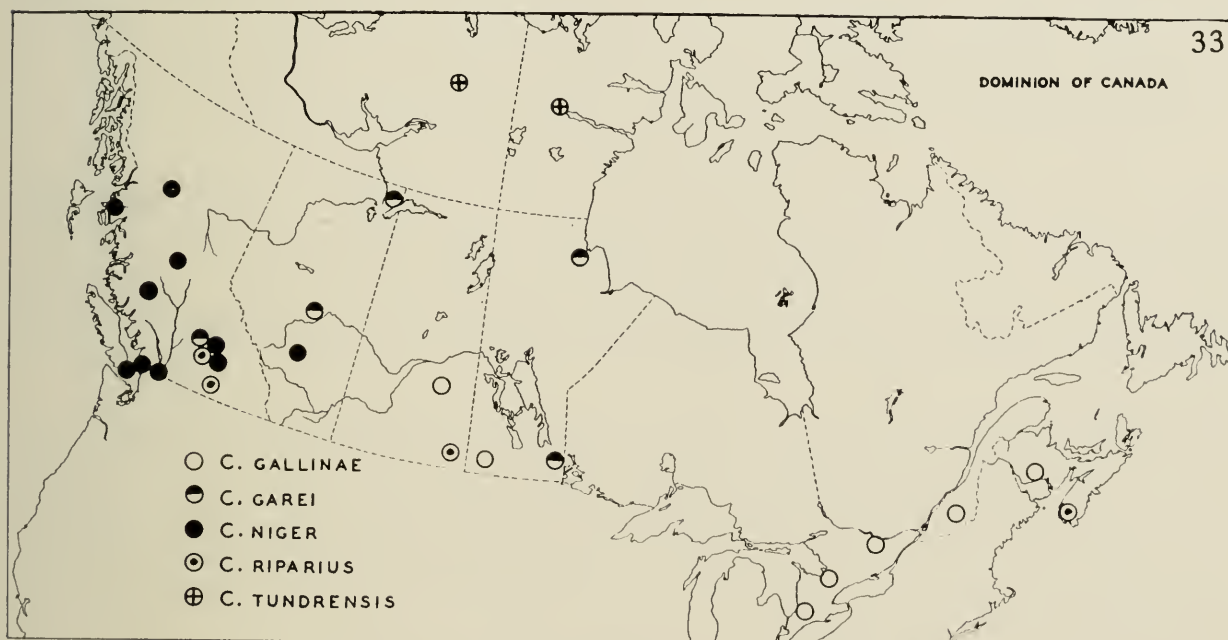 33
DOMINION OF CANADA
C. GALLINAE
C. GAREI
C. NIGER
C. RIPARIUS
C. TUNDRENSIS